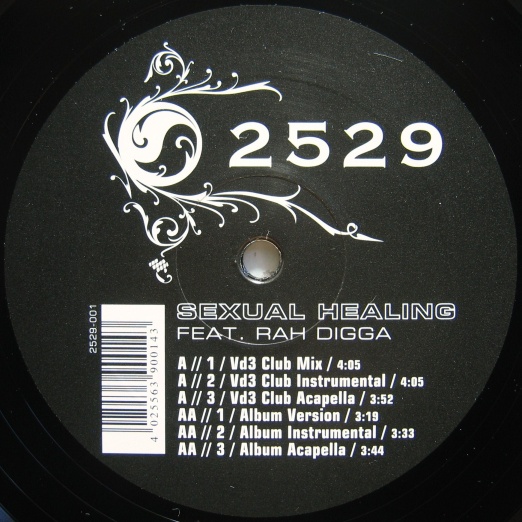 2529
SEXUAL HEALING
FEAT. RAH DIGGA
A // 1 / Vd3 Club Mix / 4:05
A // 2 / Vd3 Club Instrumental / 4:05
A // 3 / Vd3 Club Acapella / 3:52
AA // 1 / Album Version / 3:19
AA // 2 / Album Instrumental / 3:33
AA // 3 / Album Acapella / 3:44
2529-001
4 025563 900143